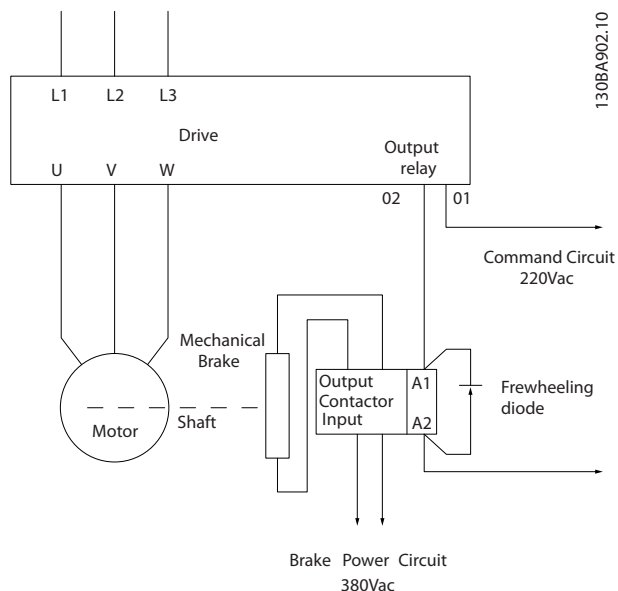 130BA902.10
L1 L2 L3
Drive
Output
relay
U V W
02 01
Command Circuit
220Vac
Mechanical
Brake
Output
Contactor
Input
A1
A2
Frewheeling
diode
Shaft
Motor
Brake Power Circuit
380Vac